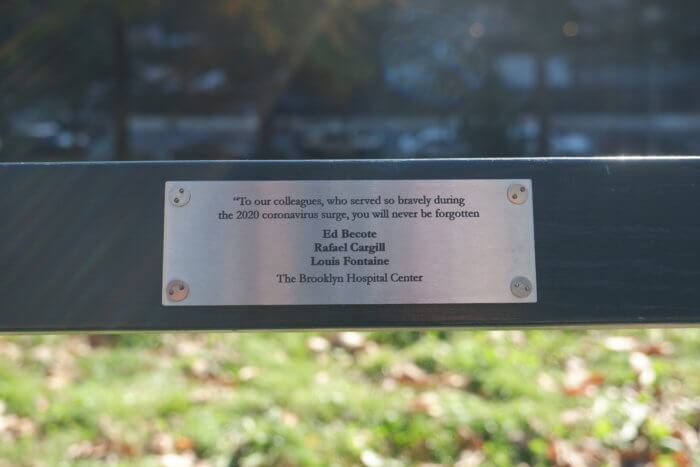 “To our colleagues, who served so bravely during
the 2020 coronavirus surge, you will never be forgotten
Ed Becote
Rafael Cargill
Louis Fontaine
The Brooklyn Hospital Center